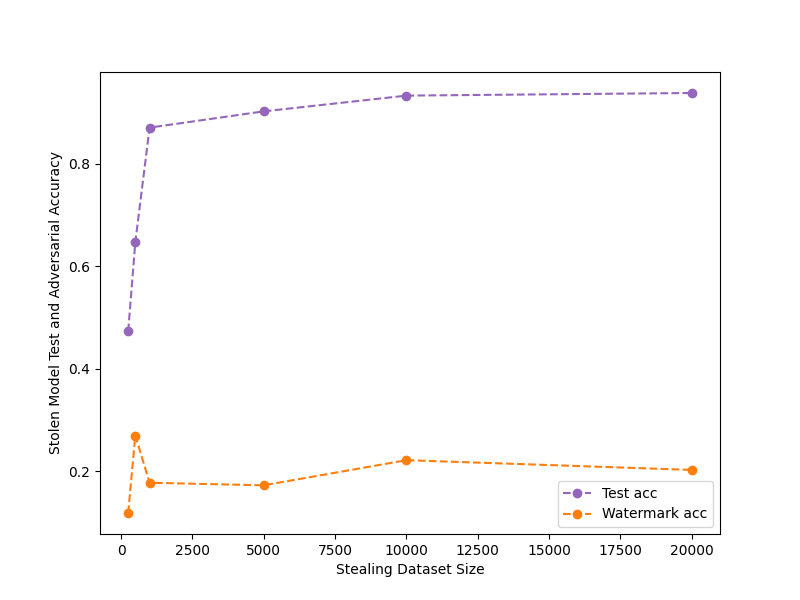 Stolen Model Test and Adversarial Accuracy
0.8
0.6
0.4
0.2
Test acc
Watermark acc
0 2500 5000 7500 10000 12500 15000 17500 20000
Stealing Dataset Size